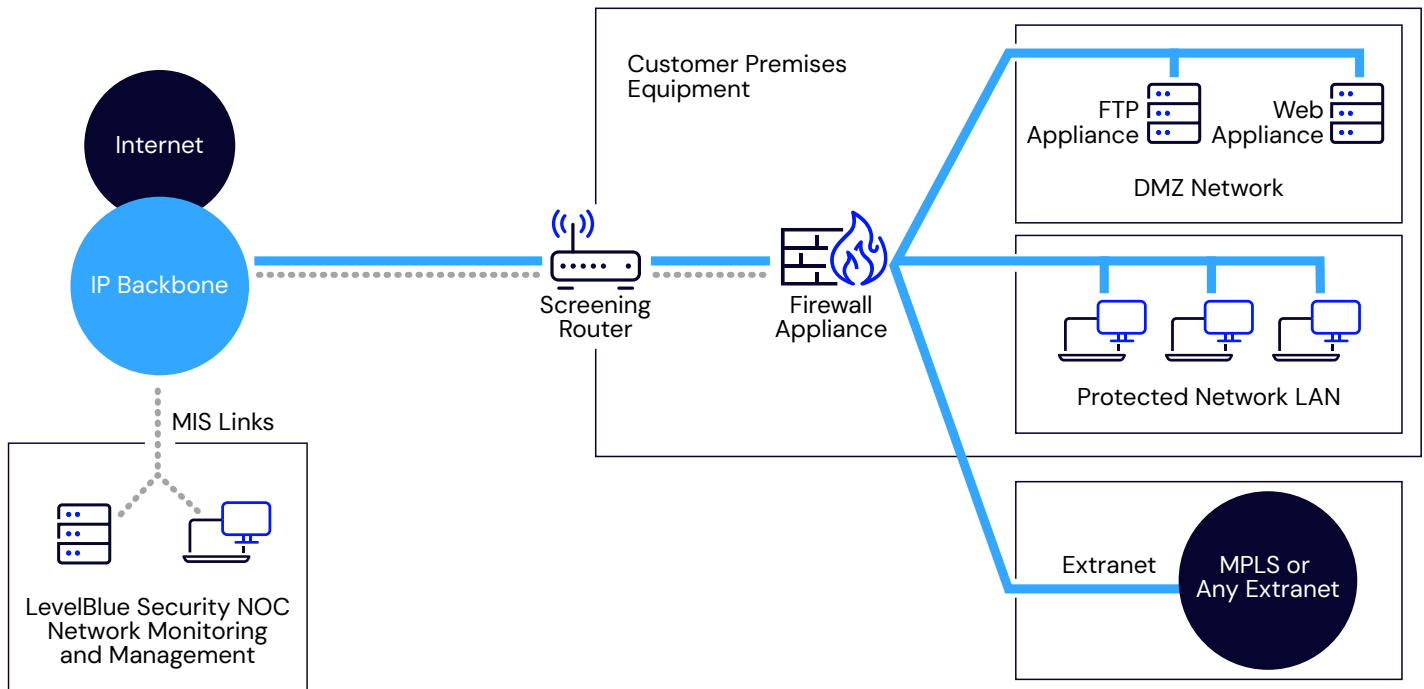 Internet
IP Backbone
MIS Links
LevelBlue Security NOC
Network Monitoring
and Management
Screening
Router
Customer Premises
Equipment
Firewall
Appliance
FTP
Appliance
Web
Appliance
DMZ Network
Protected Network LAN
Extranet
MPLS or
Any Extranet